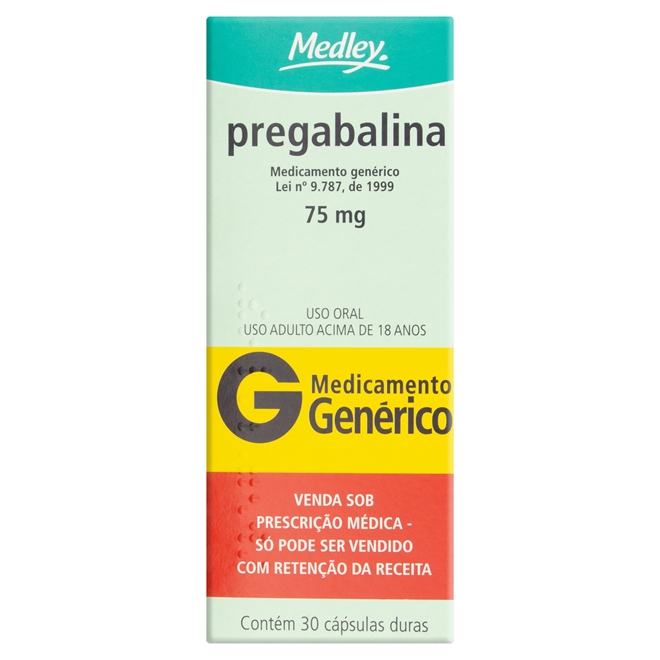 Medley.
pregabalina
Medicamento genérico
Lei nº 9.787, de 1999
75 mg
USO ORAL
USO ADULTO ACIMA DE 18 ANOS
G
Medicamento
Genérico
VENDA SOB
PRESCRIÇÃO MÉDICA -
SÓ PODE SER VENDIDO
COM RETENÇÃO DA RECEITA
Contém 30 cápsulas duras